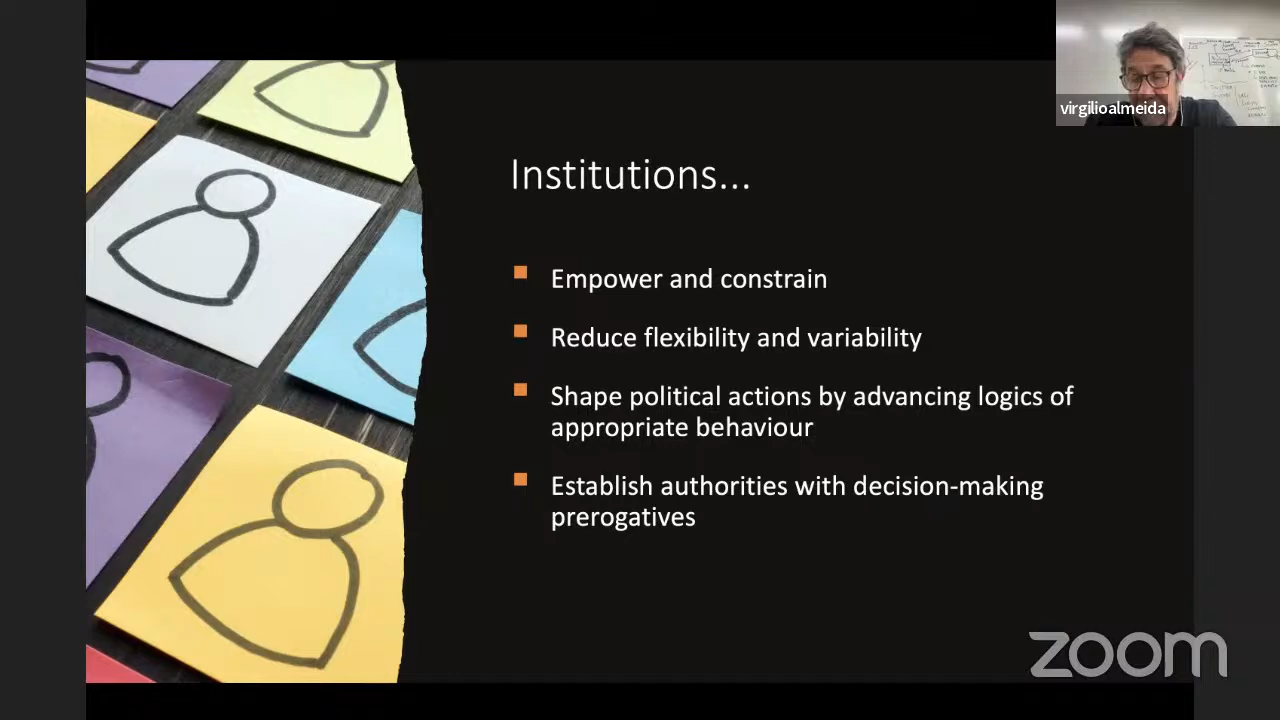 virgilioalmeida
Institutions...
Empower and constrain
Reduce flexibility and variability
Shape political actions by advancing logics of
appropriate behaviour
Establish authorities with decision-making
prerogatives
zoom